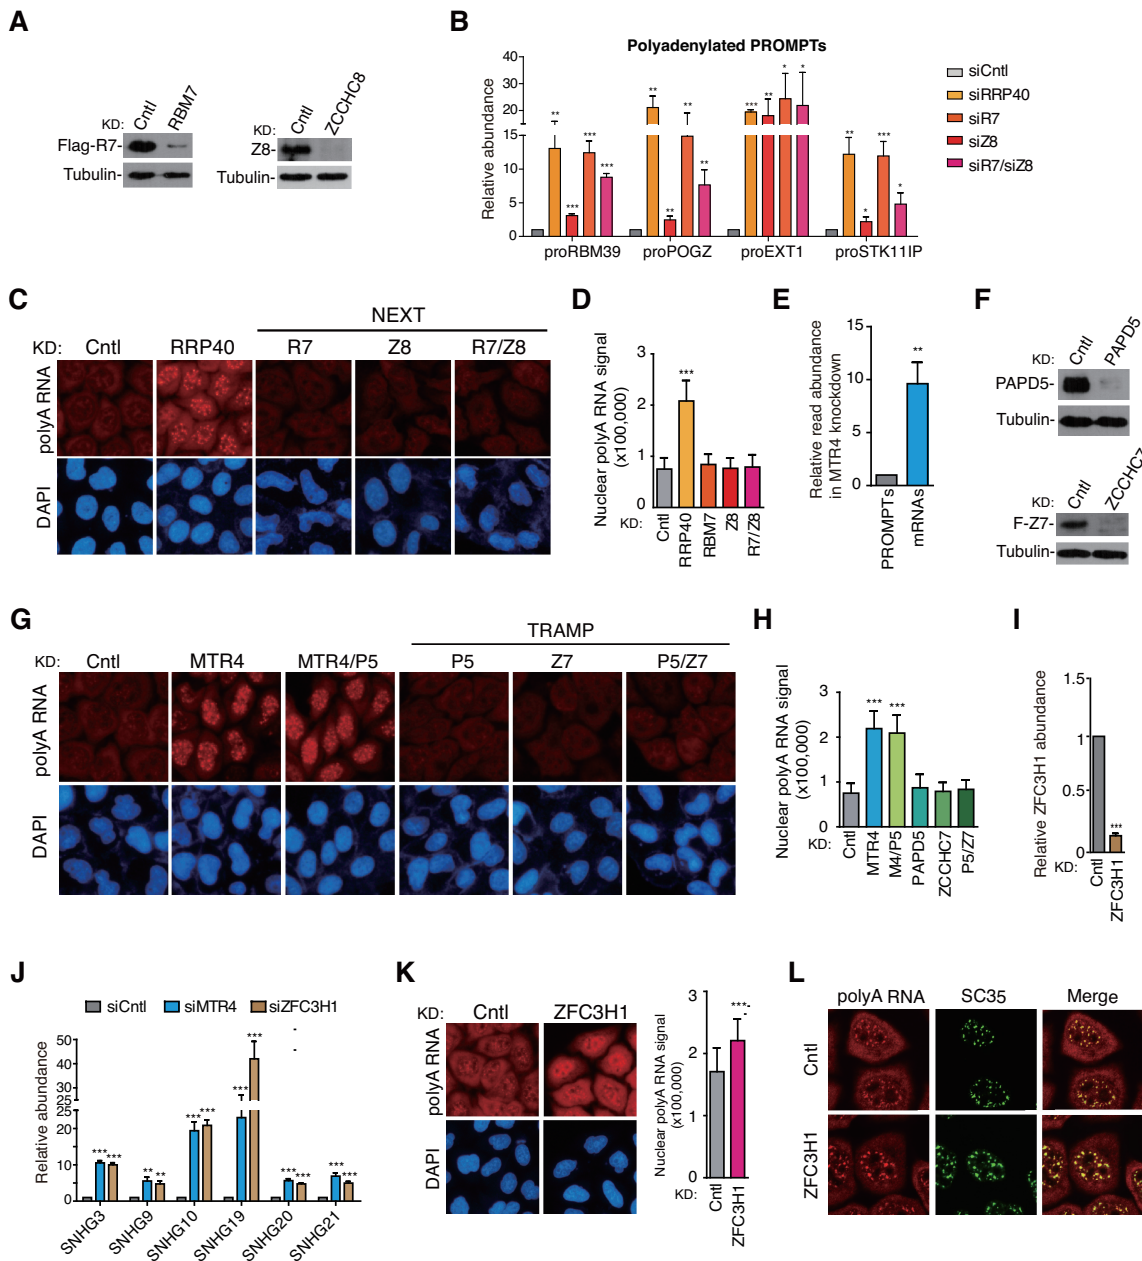 A
KD:
Cntl
RBM7
Flag-R7-
Tubulin-
KD:
Cntl
ZCCHC8
Z8-
Tubulin-
B
Polyadenylated PROMPTs
Relative abundance
40
30
20
10
15
10
5
0
** *** *** ***
** ** ** **
*** ** * *
** * *** *
proRBM39 proPOGZ proEXT1 proSTK11IP
siCntl
siRRP40
siR7
siZ8
siR7/siZ8
C
NEXT
KD: Cntl RRP40 R7 Z8 R7/Z8
polyA RNA
DAPI
D
Nuclear polyA RNA signal
(x100,000)
3
2
1
0
***
KD:
Cntl
RRP40
RBM7
Z8
R7/Z8
E
Relative read abundance
in MTR4 knockdown
15
10
5
0
**
PROMPTs
mRNAs
F
KD:
Cntl
PAPD5
PAPD5-
Tubulin-
KD:
Cntl
ZCCHC7
F-Z7-
Tubulin-
G
TRAMP
KD: Cntl MTR4 MTR4/P5 P5 Z7 P5/Z7
polyA RNA
DAPI
H
Nuclear polyA RNA signal
(x100,000)
3
2
1
0
*** ***
KD:
Cntl
MTR4
M4/P5
PAPD5
ZCCHC7
P5/Z7
I
Relative ZFC3H1 abundance
1.5
1
0.5
0
***
KD:
Cntl
ZFC3H1
J
siCntl siMTR4 siZFC3H1
Relative abundance
50
40
30
25
25
20
10
0
*** *** ** ** *** *** *** *** *** *** *** ***
SNHG3
SNHG9
SNHG10
SNHG19
SNHG20
SNHG21
K
KD: Cntl ZFC3H1
polyA RNA
DAPI
Nuclear polyA RNA signal
(x100,000)
3
2
1
0
***
KD:
Cntl
ZFC3H1
L
polyA RNA SC35 Merge
Cntl
ZFC3H1